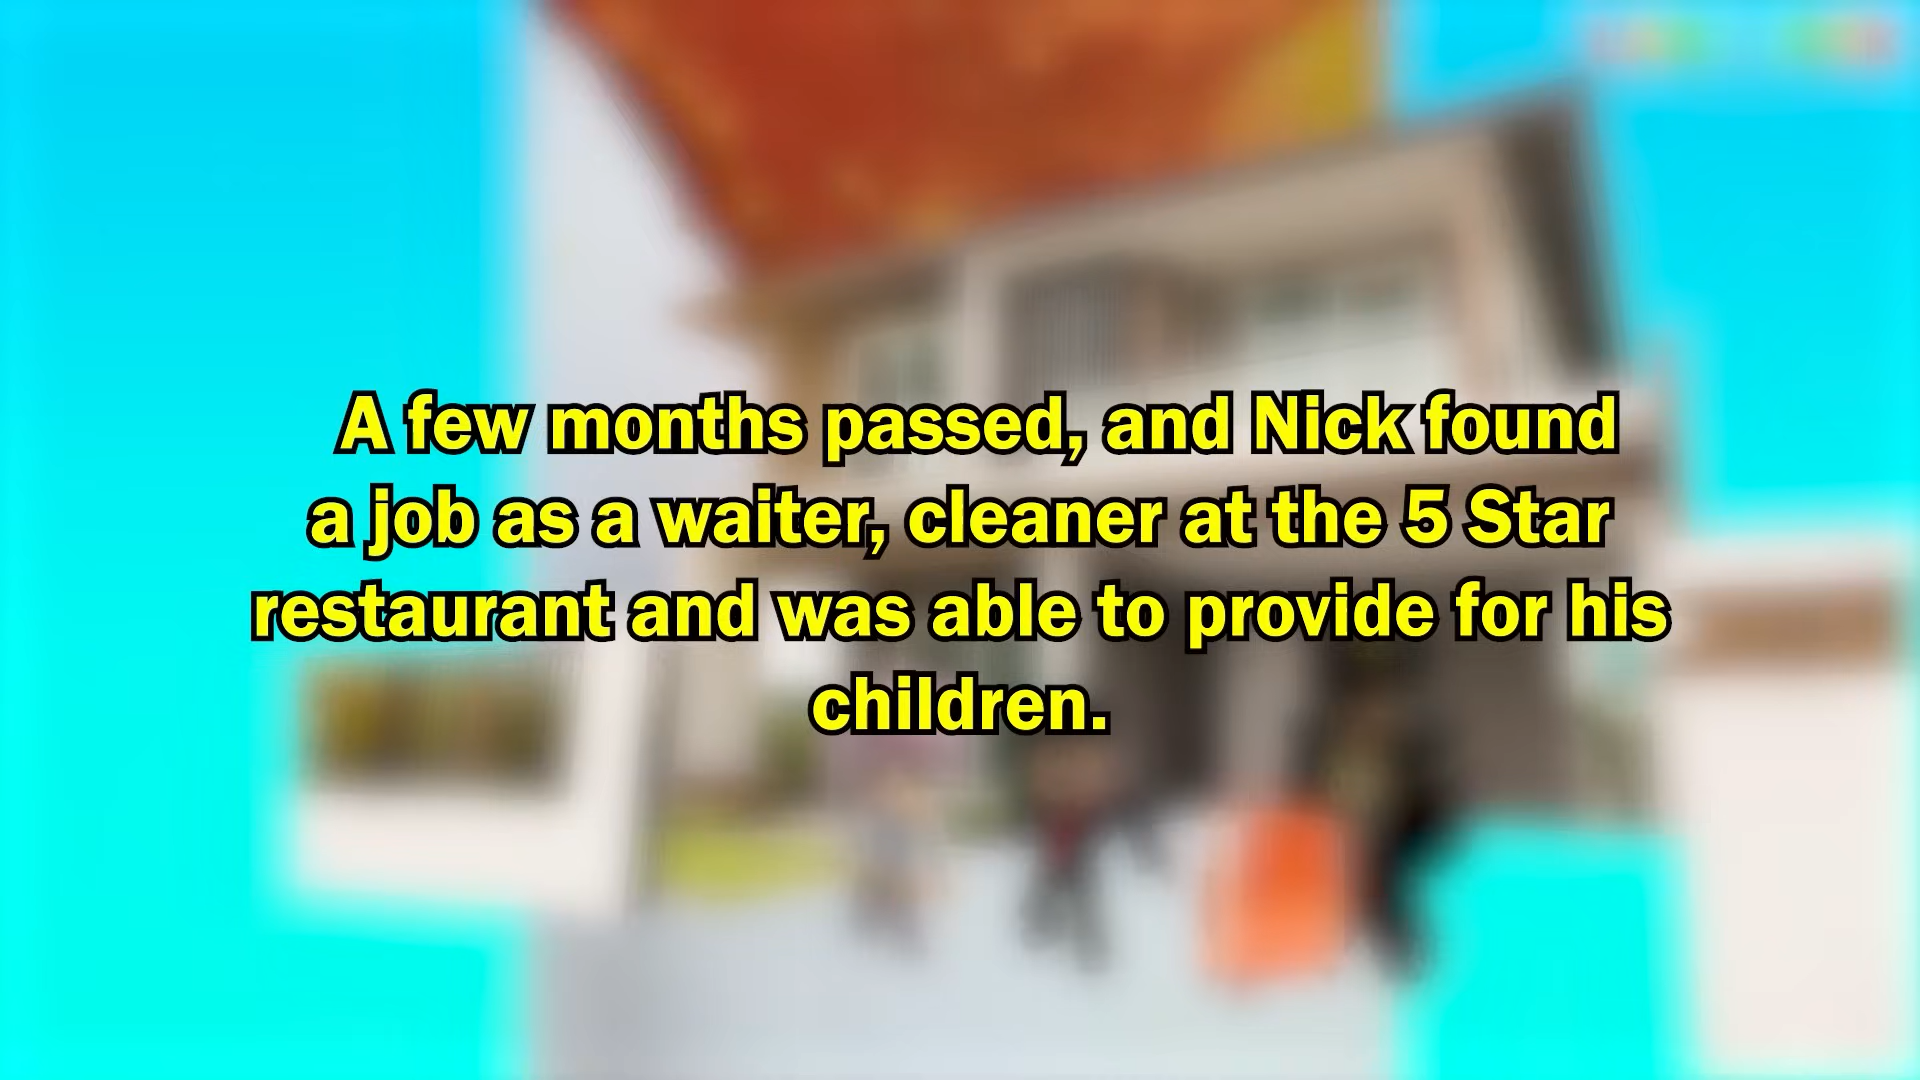 A few months passed, and Nick found
a job as a waiter, cleaner at the 5 Star
restaurant and was able to provide for his
children.